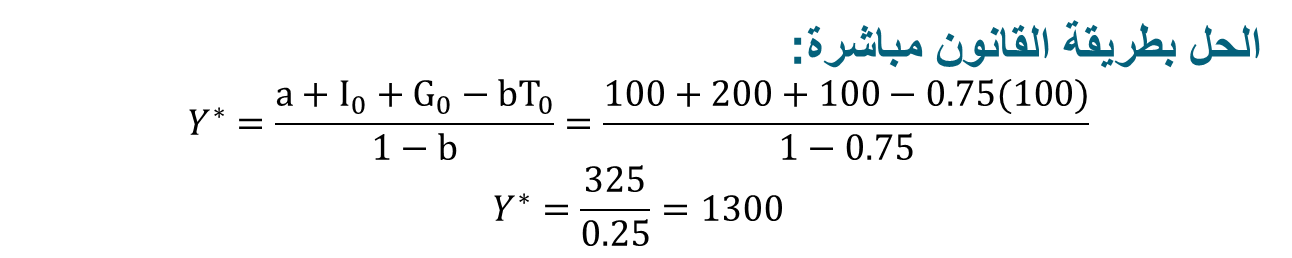 الحل بطريقة القانون مباشرة:
Y* = (a + I₀ + G₀ − bT₀)/(1 − b) = (100 + 200 + 100 − 0.75(100))/(1 − 0.75)
Y* = 325/0.25 = 1300